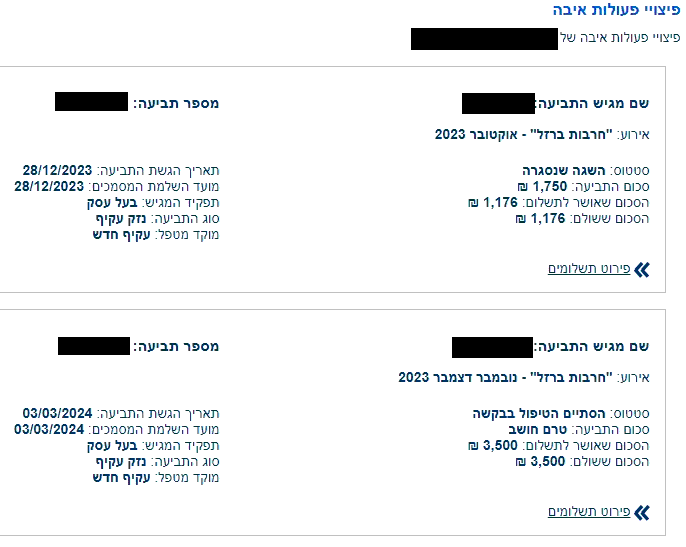 פיצויי פעולות איבה
פיצויי פעולות איבה של
שם מגיש התביעה: מספר תביעה:
אירוע: "חרבות ברזל" - אוקטובר 2023
סטטוס: השגה שנסגרה תאריך הגשת התביעה: 28/12/2023
סכום התביעה: 1,750 ₪ מועד השלמת המסמכים: 28/12/2023
הסכום שאושר לתשלום: 1,176 ₪ תפקיד המגיש: בעל עסק
הסכום ששולם: 1,176 ₪ סוג התביעה: נזק עקיף
מוקד מטפל: עקיף חדש
פירוט תשלומים
שם מגיש התביעה: מספר תביעה:
אירוע: "חרבות ברזל" - נובמבר דצמבר 2023
סטטוס: הסתיים הטיפול בבקשה תאריך הגשת התביעה: 03/03/2024
סכום התביעה: טרם חושב מועד השלמת המסמכים: 03/03/2024
הסכום שאושר לתשלום: 3,500 ₪ תפקיד המגיש: בעל עסק
הסכום ששולם: 3,500 ₪ סוג התביעה: נזק עקיף
מוקד מטפל: עקיף חדש
פירוט תשלומים